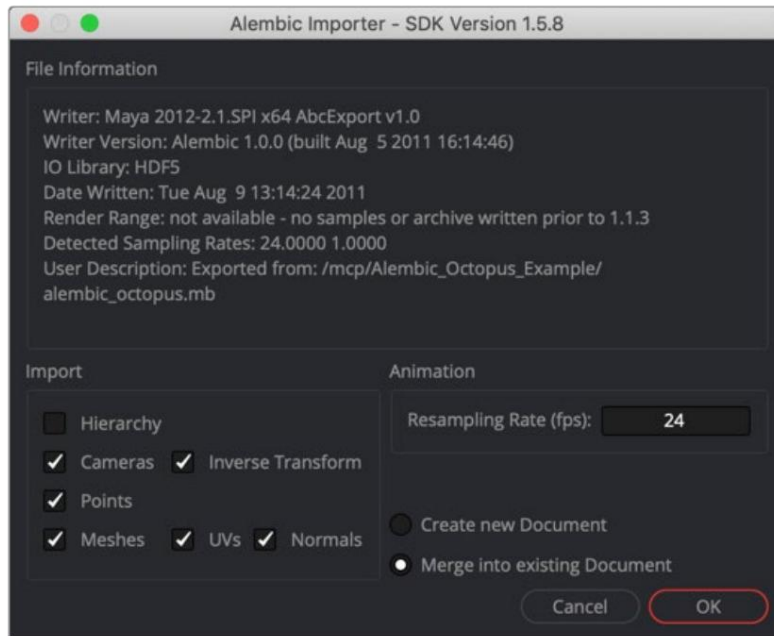 Alembic Importer - SDK Version 1.5.8
File Information
Writer: Maya 2012-2.1.SPI x64 AbcExport v1.0
Writer Version: Alembic 1.0.0 (built Aug  5 2011 16:14:46)
IO Library: HDF5
Date Written: Tue Aug  9 13:14:24 2011
Render Range: not available - no samples or archive written prior to 1.1.3
Detected Sampling Rates: 24.0000 1.0000
User Description: Exported from: /mcp/Alembic_Octopus_Example/
alembic_octopus.mb
Import
Hierarchy
Cameras Inverse Transform
Points
Meshes UVs Normals
Animation
Resampling Rate (fps): 24
Create new Document
Merge into existing Document
Cancel OK